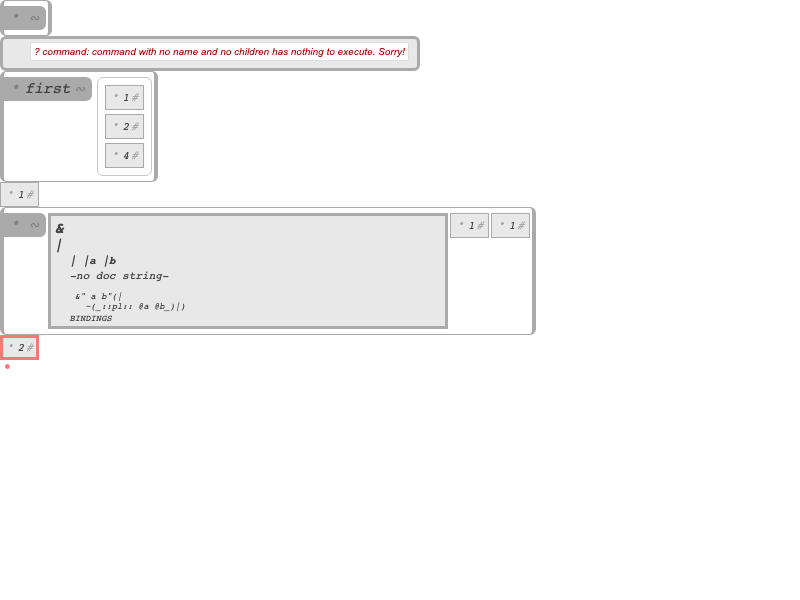 * ∾
? command: command with no name and no children has nothing to execute. Sorry!
* first ∾
* 1 #
* 2 #
* 4 #
* 1 #
* ∾
&
|
| |a |b
-no doc string-
&" a b"(|
~(_::pl:: @a @b_)|)
BINDINGS
* 1 # * 1 #
* 2 #